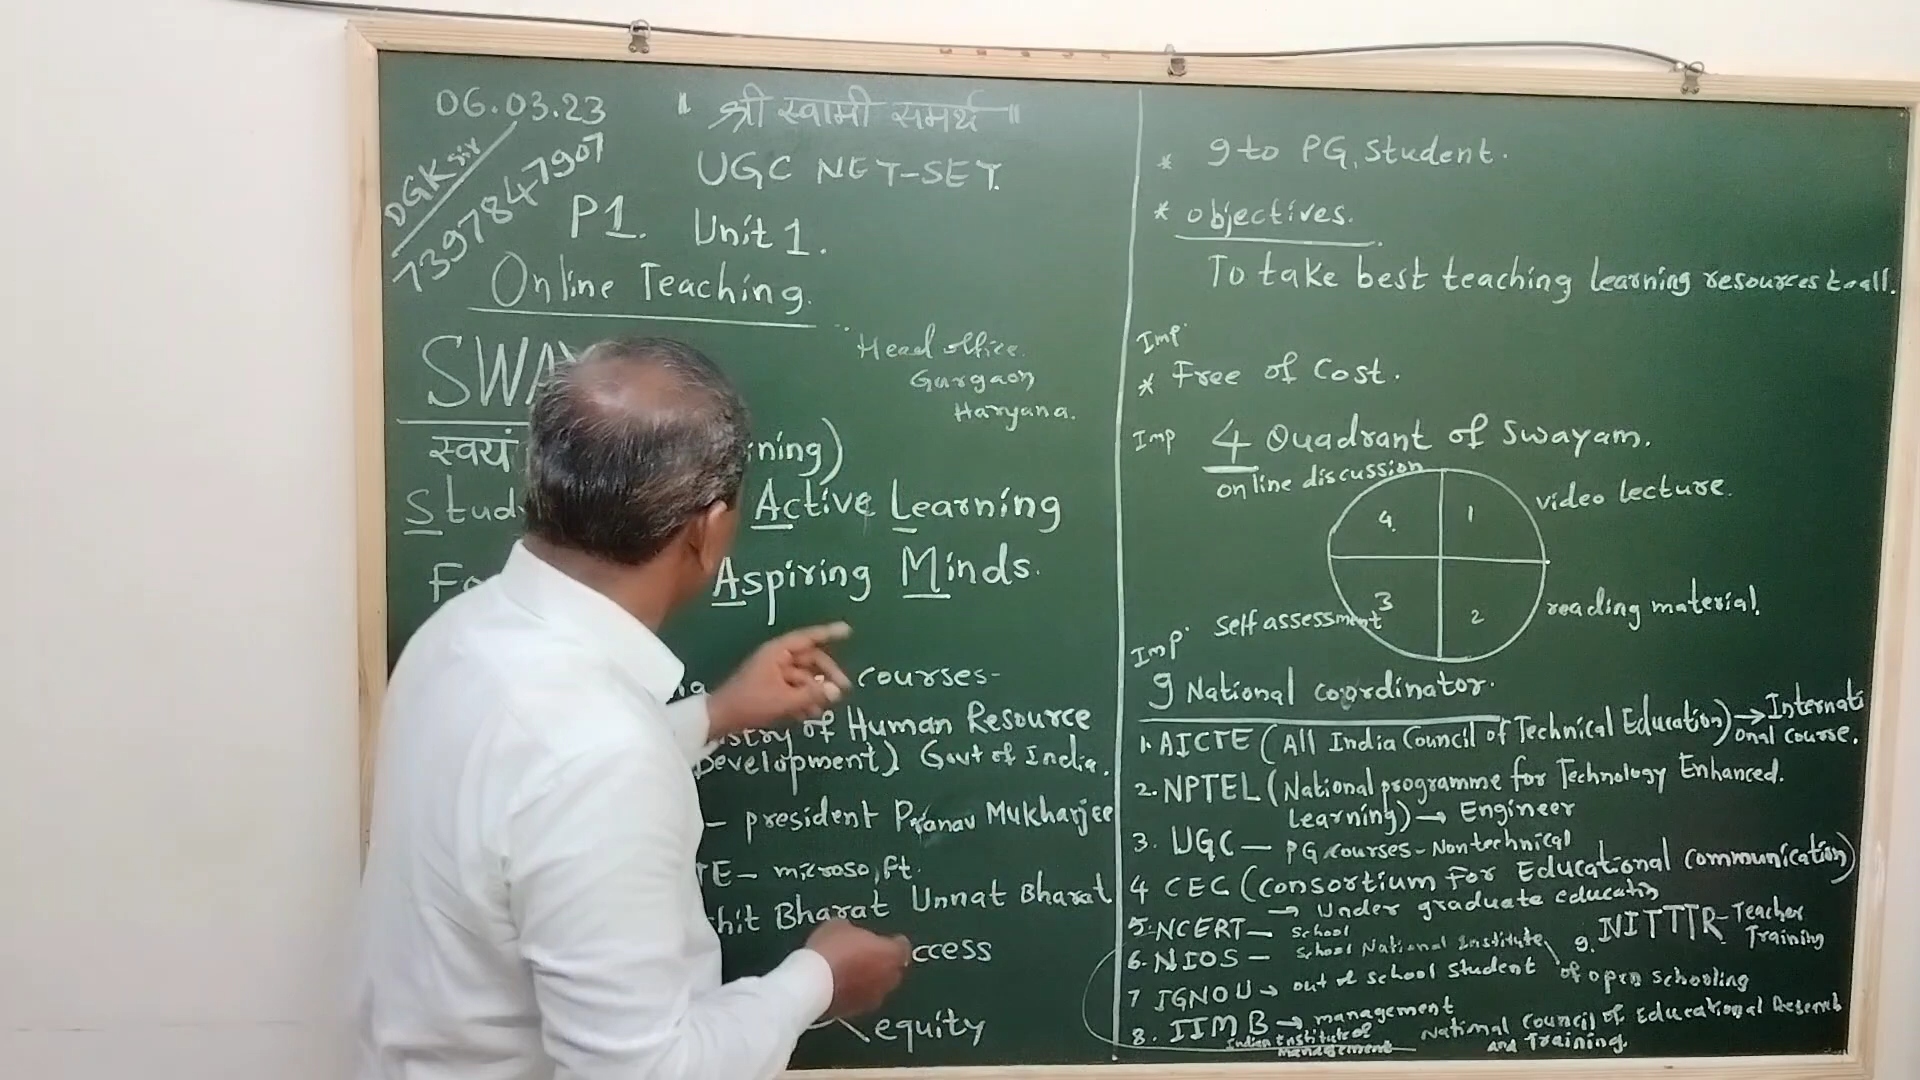 06.03.23
" श्री स्वामी समर्थ "
DGK sir
7397847907
UGC NET-SET.
P1. Unit 1.
Online Teaching.
Head office.
Gurgaon
Haryana.
स्वयं
ning)
Active Learning
Aspiring Minds.
courses-
of Human Resource
Development) Govt of India.
- president Pranav Mukharjee
TE - microsoft.
Bharat Unnat Bharat
ccess
equity
* 9 to PG, Student.
* objectives.
To take best teaching learning resources to all.
Imp
* Free of Cost.
Imp 4 Quadrant of Swayam.
online discussion
video lecture.
4. 1
3 2
reading material.
self assessment
Imp
9 National coordinator.
1. AICTE (All India Council of Technical Education) → International course.
2. NPTEL (National programme for Technology Enhanced.
Learning) → Engineer
3. UGC - PG courses - Nontechnical
4 CEC (Consortium For Educational communication)
→ Under graduate education
5. NCERT - School
9. NITTTR - Teacher Training
6. NIOS - School National Institute
of open schooling
7 IGNOU → out of school student
8. IIM B → management
Indian Institute of management
National Council of Educational Research
and Training.